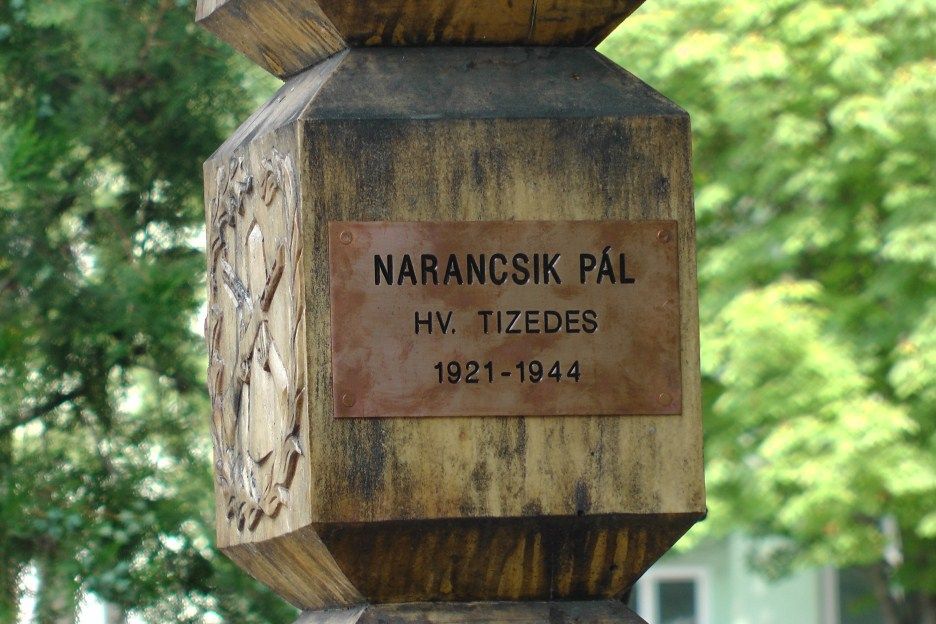 NARANCSIK PÁL
HV. TIZEDES
1921-1944